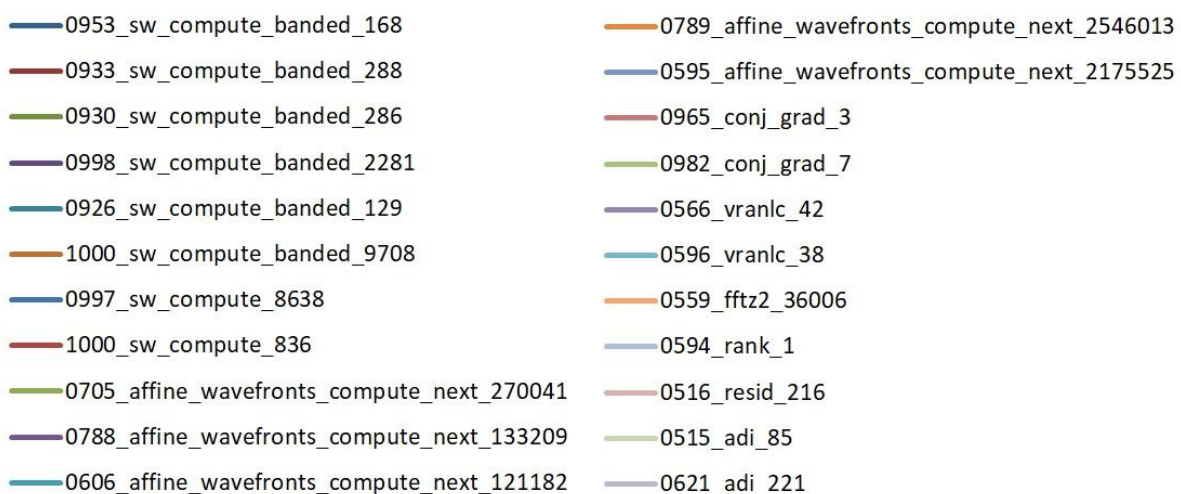 0953_sw_compute_banded_168
0933_sw_compute_banded_288
0930_sw_compute_banded_286
0998_sw_compute_banded_2281
0926_sw_compute_banded_129
1000_sw_compute_banded_9708
0997_sw_compute_8638
1000_sw_compute_836
0705_affine_wavefronts_compute_next_270041
0788_affine_wavefronts_compute_next_133209
0606_affine_wavefronts_compute_next_121182
0789_affine_wavefronts_compute_next_2546013
0595_affine_wavefronts_compute_next_2175525
0965_conj_grad_3
0982_conj_grad_7
0566_vranlc_42
0596_vranlc_38
0559_fftz2_36006
0594_rank_1
0516_resid_216
0515_adi_85
0621_adi_221